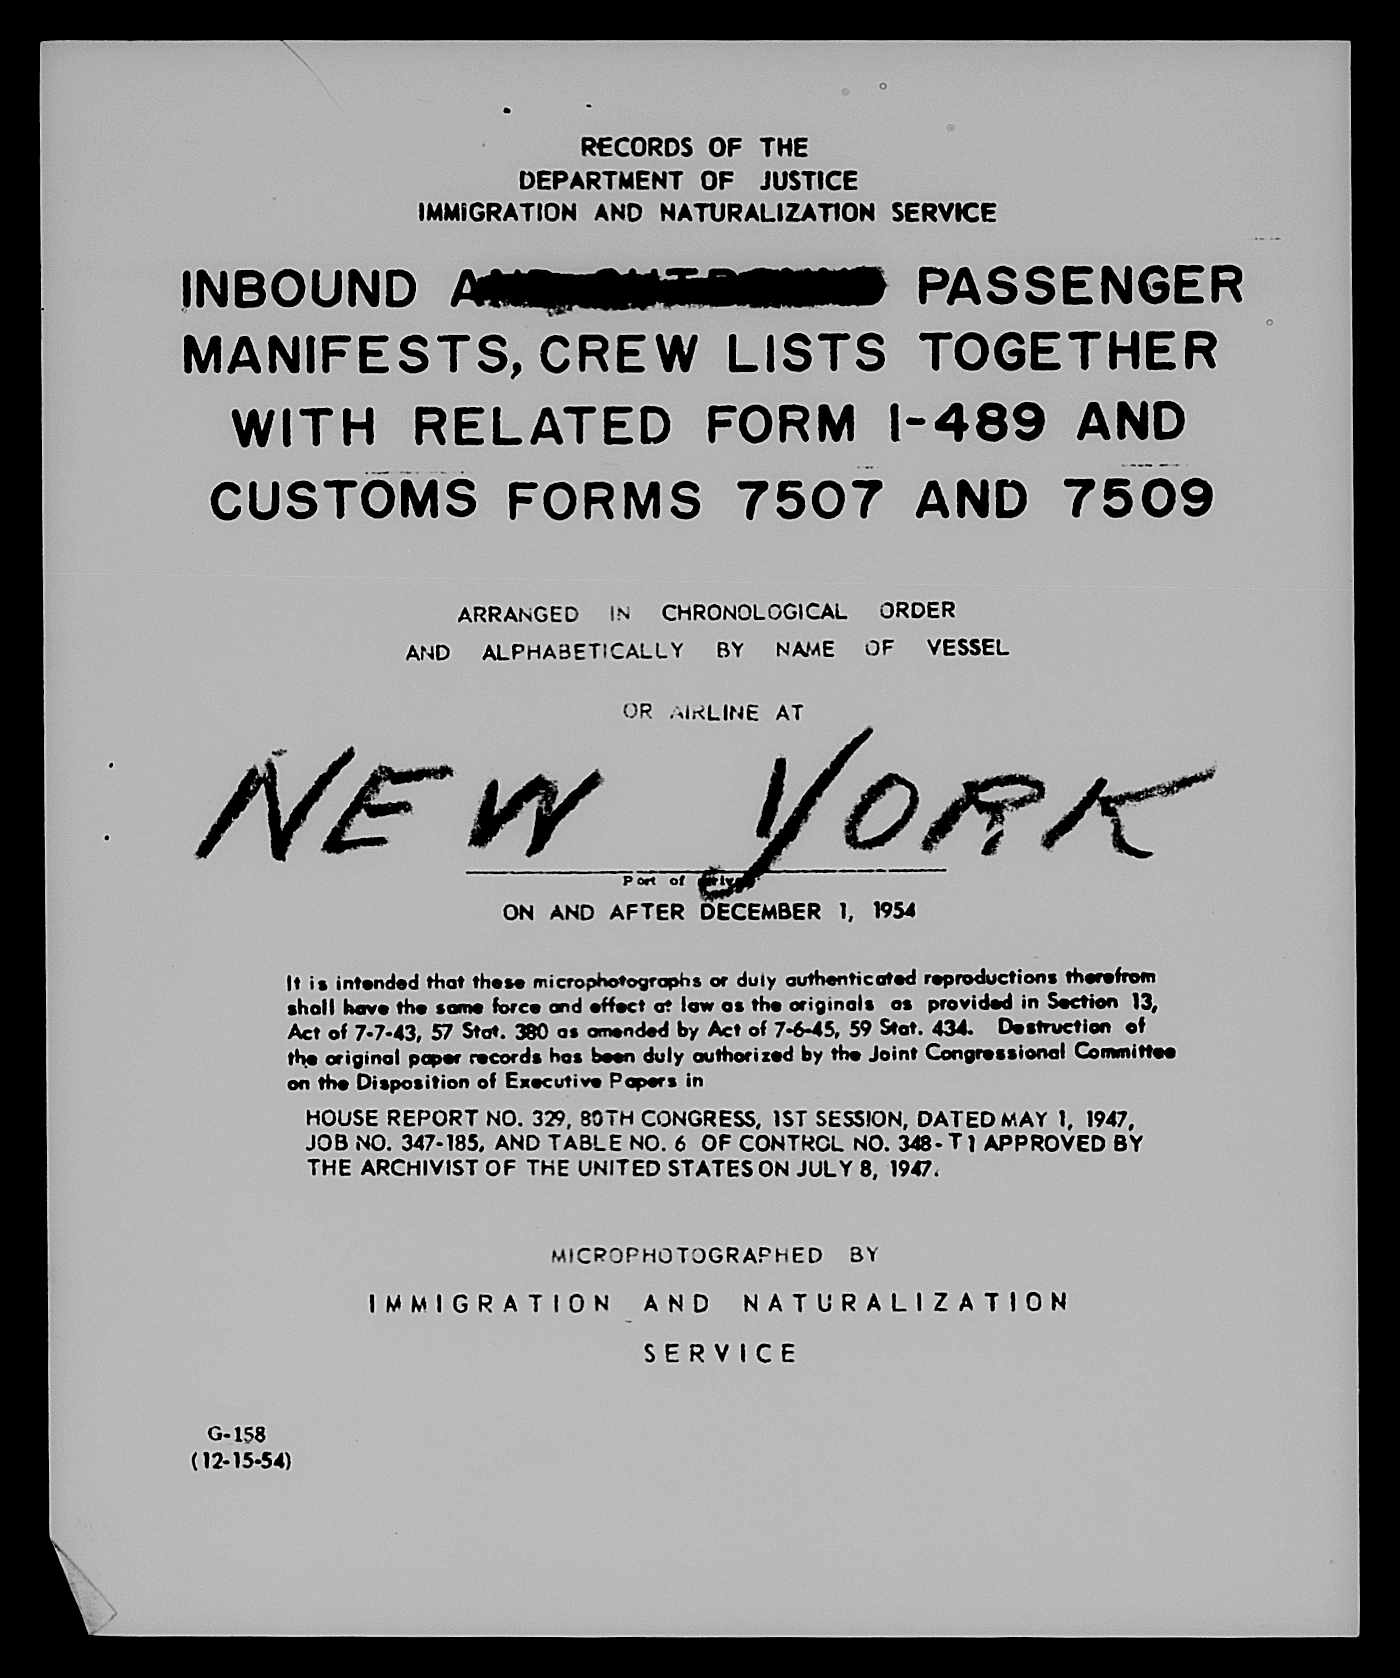 RECORDS OF THE
DEPARTMENT OF JUSTICE
IMMIGRATION AND NATURALIZATION SERVICE
INBOUND PASSENGER
MANIFESTS, CREW LISTS TOGETHER
WITH RELATED FORM I-489 AND
CUSTOMS FORMS 7507 AND 7509
ARRANGED IN CHRONOLOGICAL ORDER
AND ALPHABETICALLY BY NAME OF VESSEL
OR AIRLINE AT
NEW YORK
Port of
ON AND AFTER DECEMBER 1, 1954
It is intended that these microphotographs or duly authenticated reproductions therefrom
shall have the same force and effect at law as the originals as provided in Section 13,
Act of 7-7-43, 57 Stat. 380 as amended by Act of 7-6-45, 59 Stat. 434. Destruction of
the original paper records has been duly authorized by the Joint Congressional Committee
on the Disposition of Executive Papers in
HOUSE REPORT NO. 329, 80TH CONGRESS, 1ST SESSION, DATED MAY 1, 1947,
JOB NO. 347-185, AND TABLE NO. 6 OF CONTROL NO. 348-T1 APPROVED BY
THE ARCHIVIST OF THE UNITED STATES ON JULY 8, 1947.
MICROPHOTOGRAPHED BY
IMMIGRATION AND NATURALIZATION
SERVICE
G-158
(12-15-54)